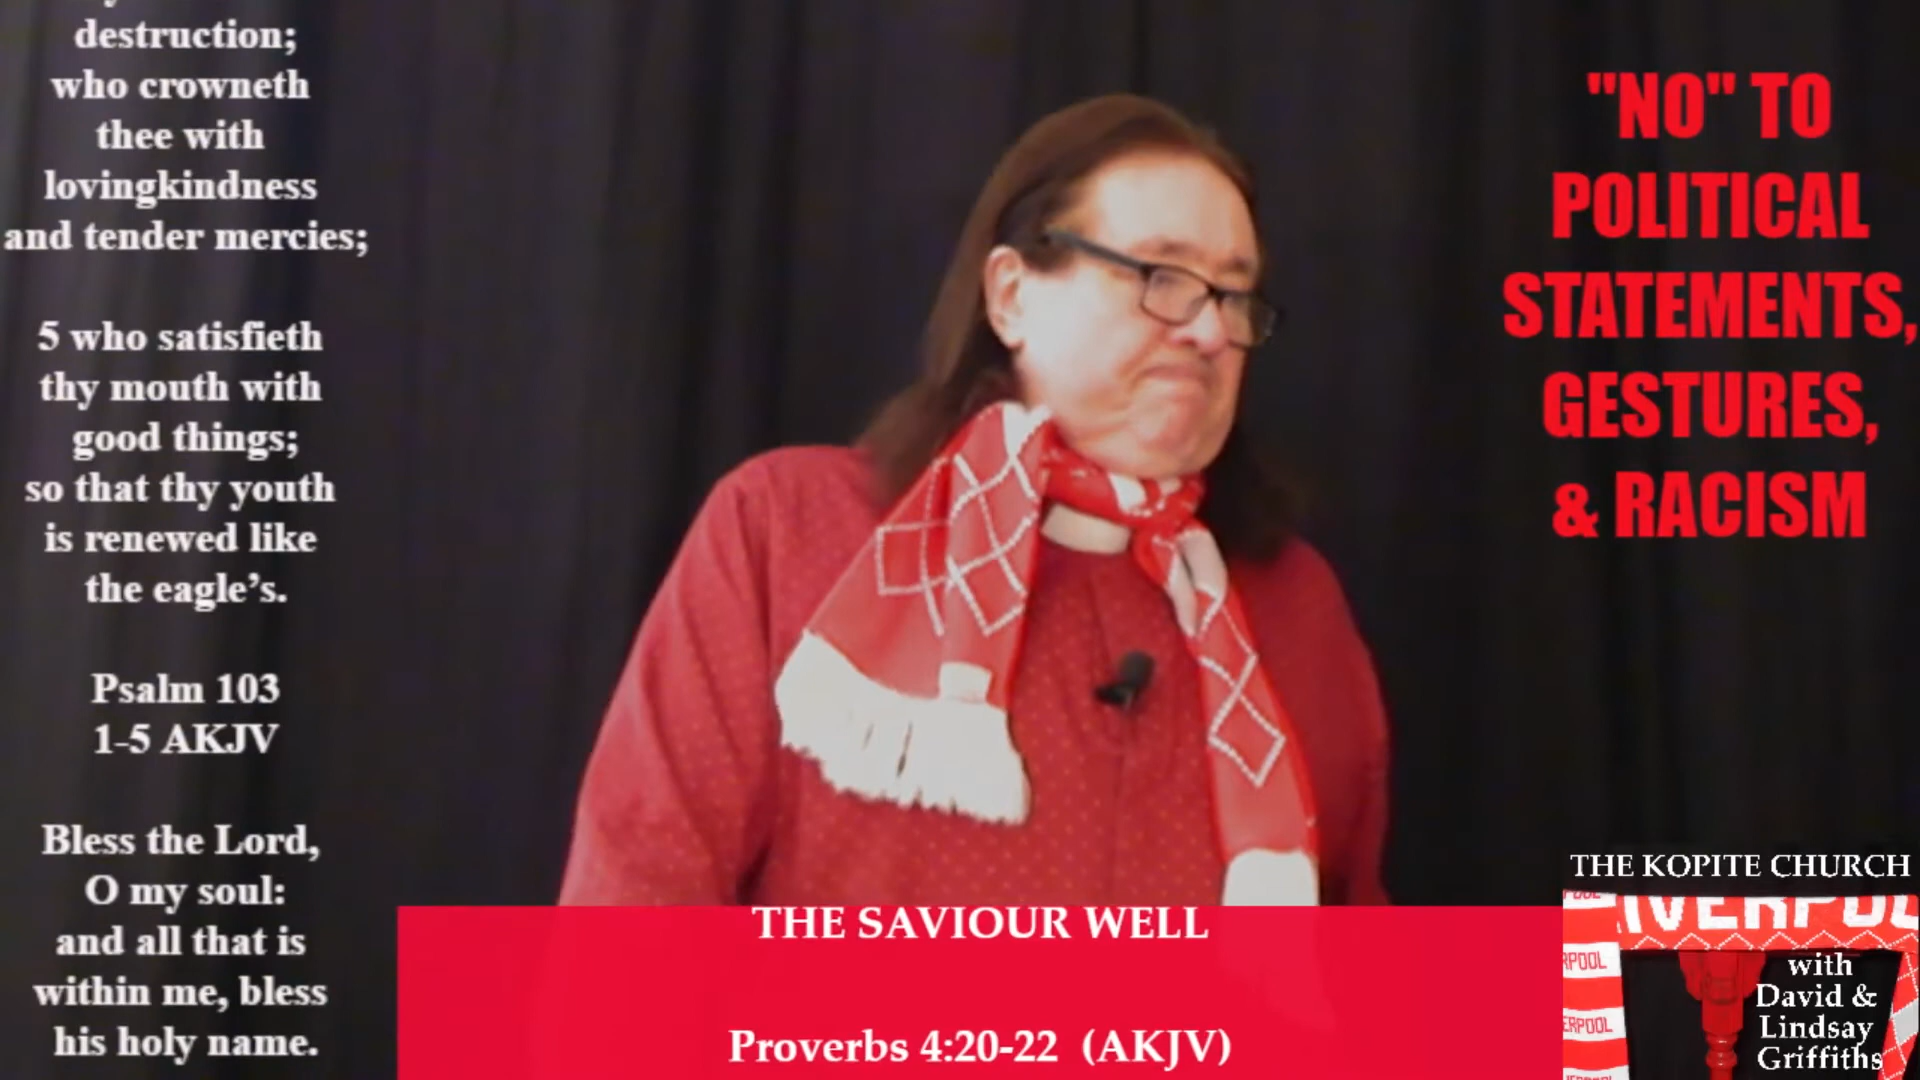 destruction;
who crowneth
thee with
lovingkindness
and tender mercies;
5 who satisfieth
thy mouth with
good things;
so that thy youth
is renewed like
the eagle’s.
Psalm 103
1-5 AKJV
Bless the Lord,
O my soul:
and all that is
within me, bless
his holy name.
"NO" TO
POLITICAL
STATEMENTS,
GESTURES,
& RACISM
THE SAVIOUR WELL
Proverbs 4:20-22 (AKJV)
THE KOPITE CHURCH
IVERPOO
RPOOL
ERPOOL
with
David &
Lindsay
Griffiths